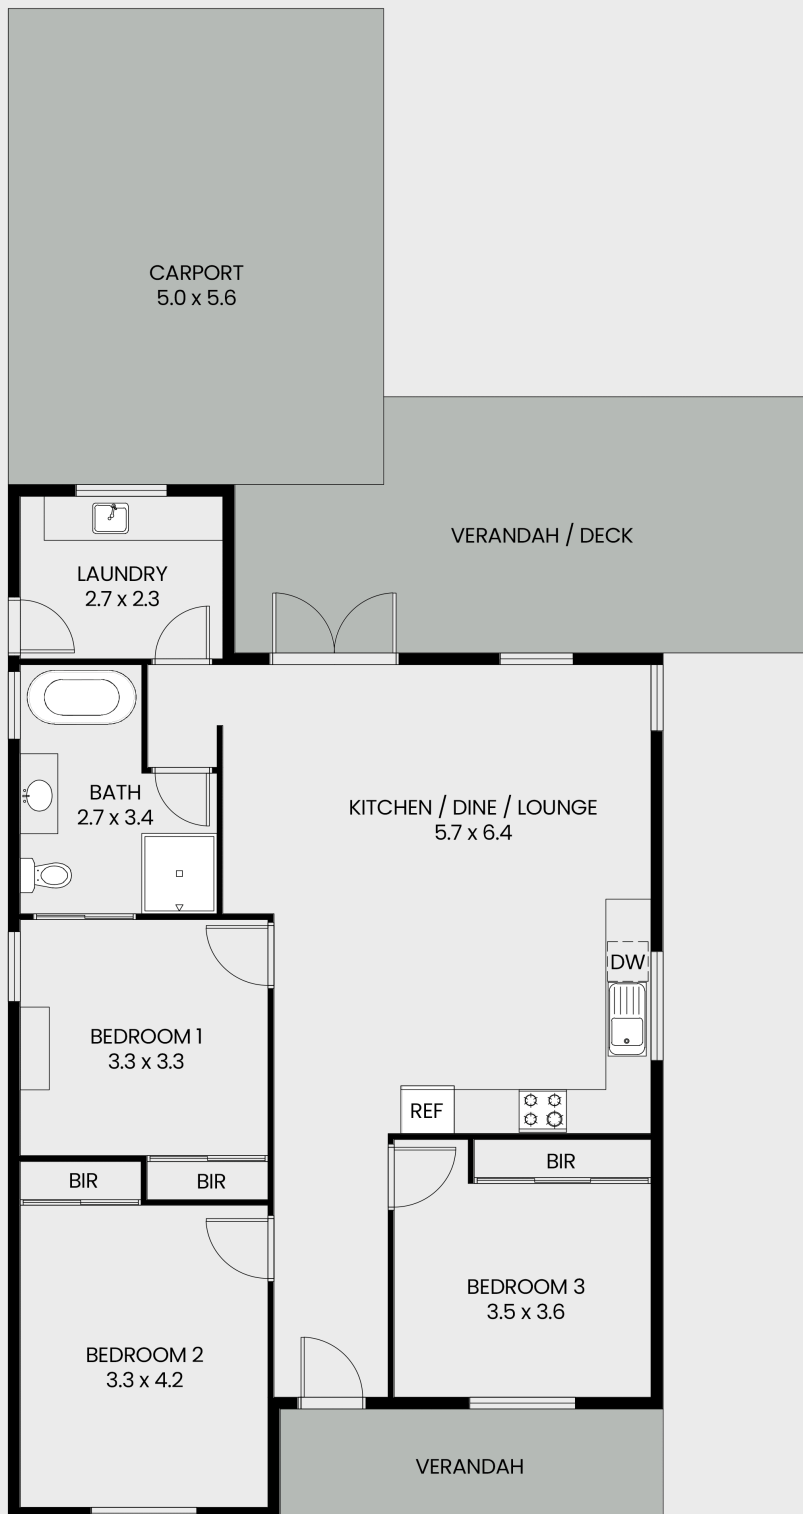 CARPORT
5.0 x 5.6
VERANDAH / DECK
LAUNDRY
2.7 x 2.3
BATH
2.7 x 3.4
KITCHEN / DINE / LOUNGE
5.7 x 6.4
DW
BEDROOM 1
3.3 x 3.3
REF
BIR
BIR
BIR
BEDROOM 3
3.5 x 3.6
BEDROOM 2
3.3 x 4.2
VERANDAH